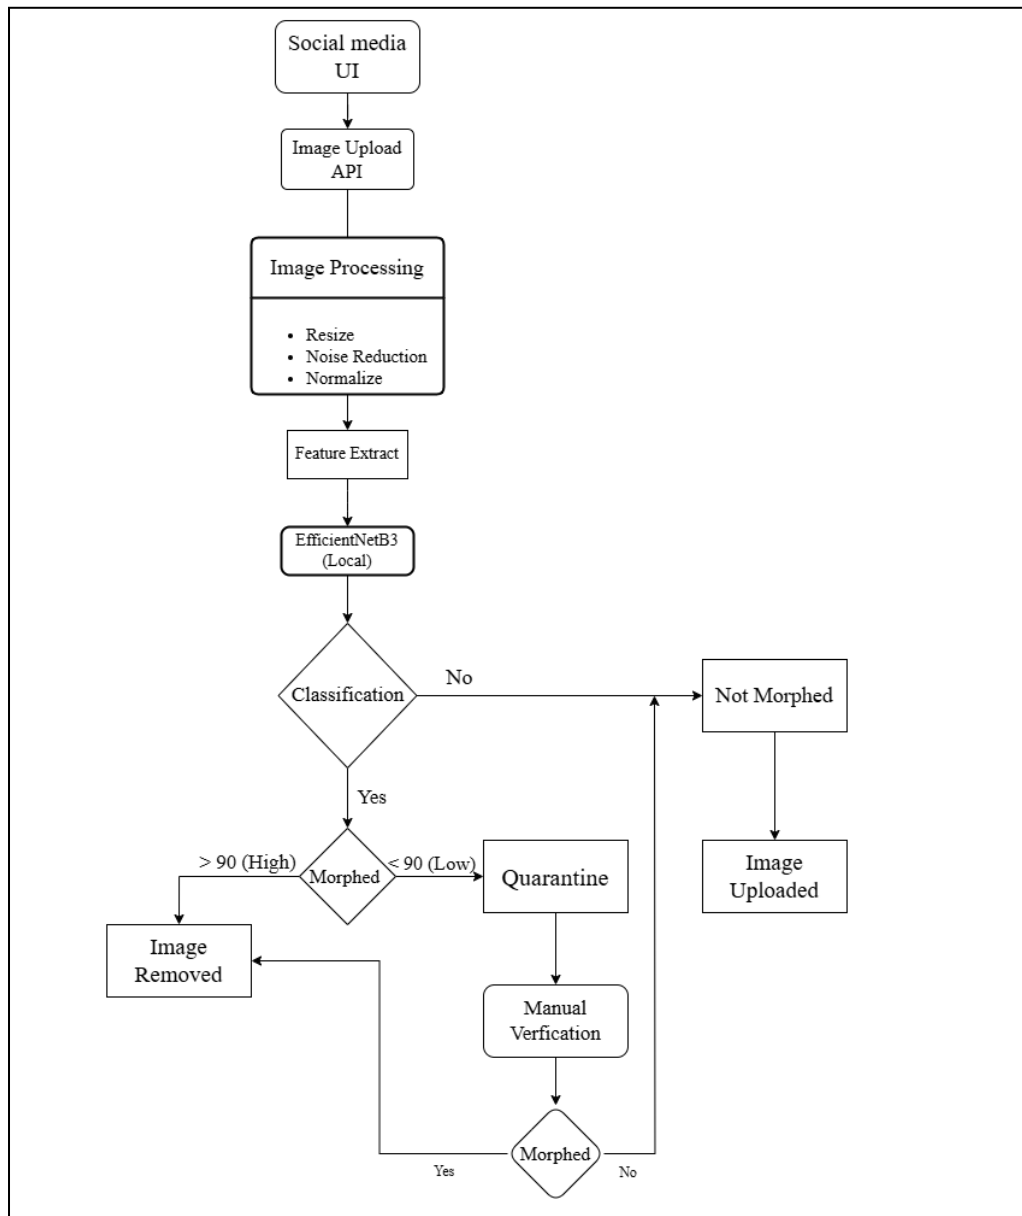 Social media
UI
Image Upload
API
Image Processing
• Resize
• Noise Reduction
• Normalize
Feature Extract
EfficientNetB3
(Local)
Classification
No
Not Morphed
Yes
> 90 (High)
Morphed
< 90 (Low)
Quarantine
Image
Uploaded
Image
Removed
Manual
Verfication
Morphed
Yes
No